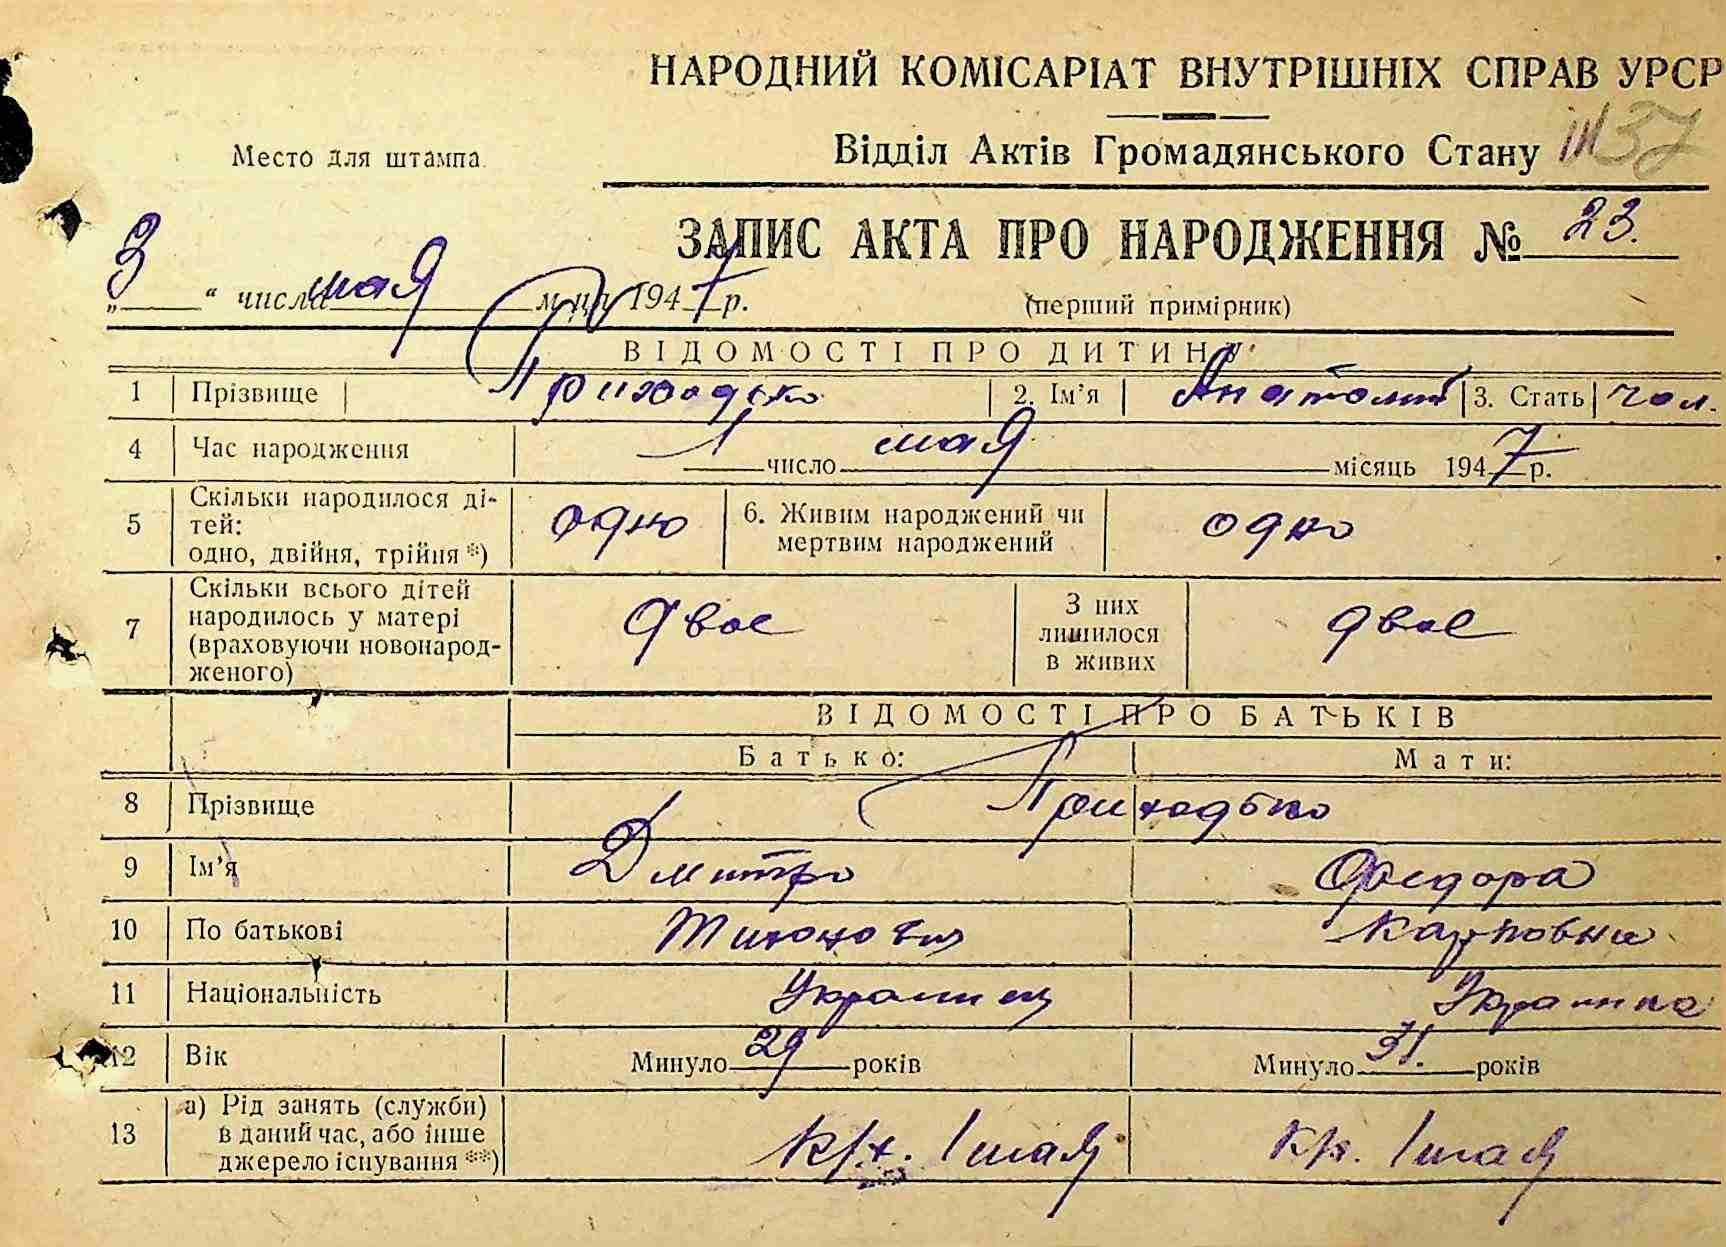 НАРОДНИЙ КОМІСАРІАТ ВНУТРІШНІХ СПРАВ УРСР
Место для штампа
Відділ Актів Громадянського Стану 37
ЗАПИС АКТА ПРО НАРОДЖЕННЯ № 23.
„3“ числа мая м-ця 1947 р. (перший примірник)
ВІДОМОСТІ ПРО ДИТИНУ:
1 Прізвище Приходько 2. Ім'я Анатолий 3. Стать чол.
4 Час народження 1 число мая місяць 1947 р.
5 Скільки народилося дітей: одно, двійня, трійня *) одно 6. Живим народжений чи мертвим народжений одно
7 Скільки всього дітей народилось у матері (враховуючи новонародженого) двое З них лишилося в живих двое
ВІДОМОСТІ ПРО БАТЬКІВ
Батько: Мати:
8 Прізвище Приходько
9 Ім'я Дмитро Федора
10 По батькові Тихонович Карповна
11 Національність Украинец Украинка
12 Вік Минуло 29 років Минуло 31. років
13 а) Рід занять (служби) в даний час, або інше джерело існування **)